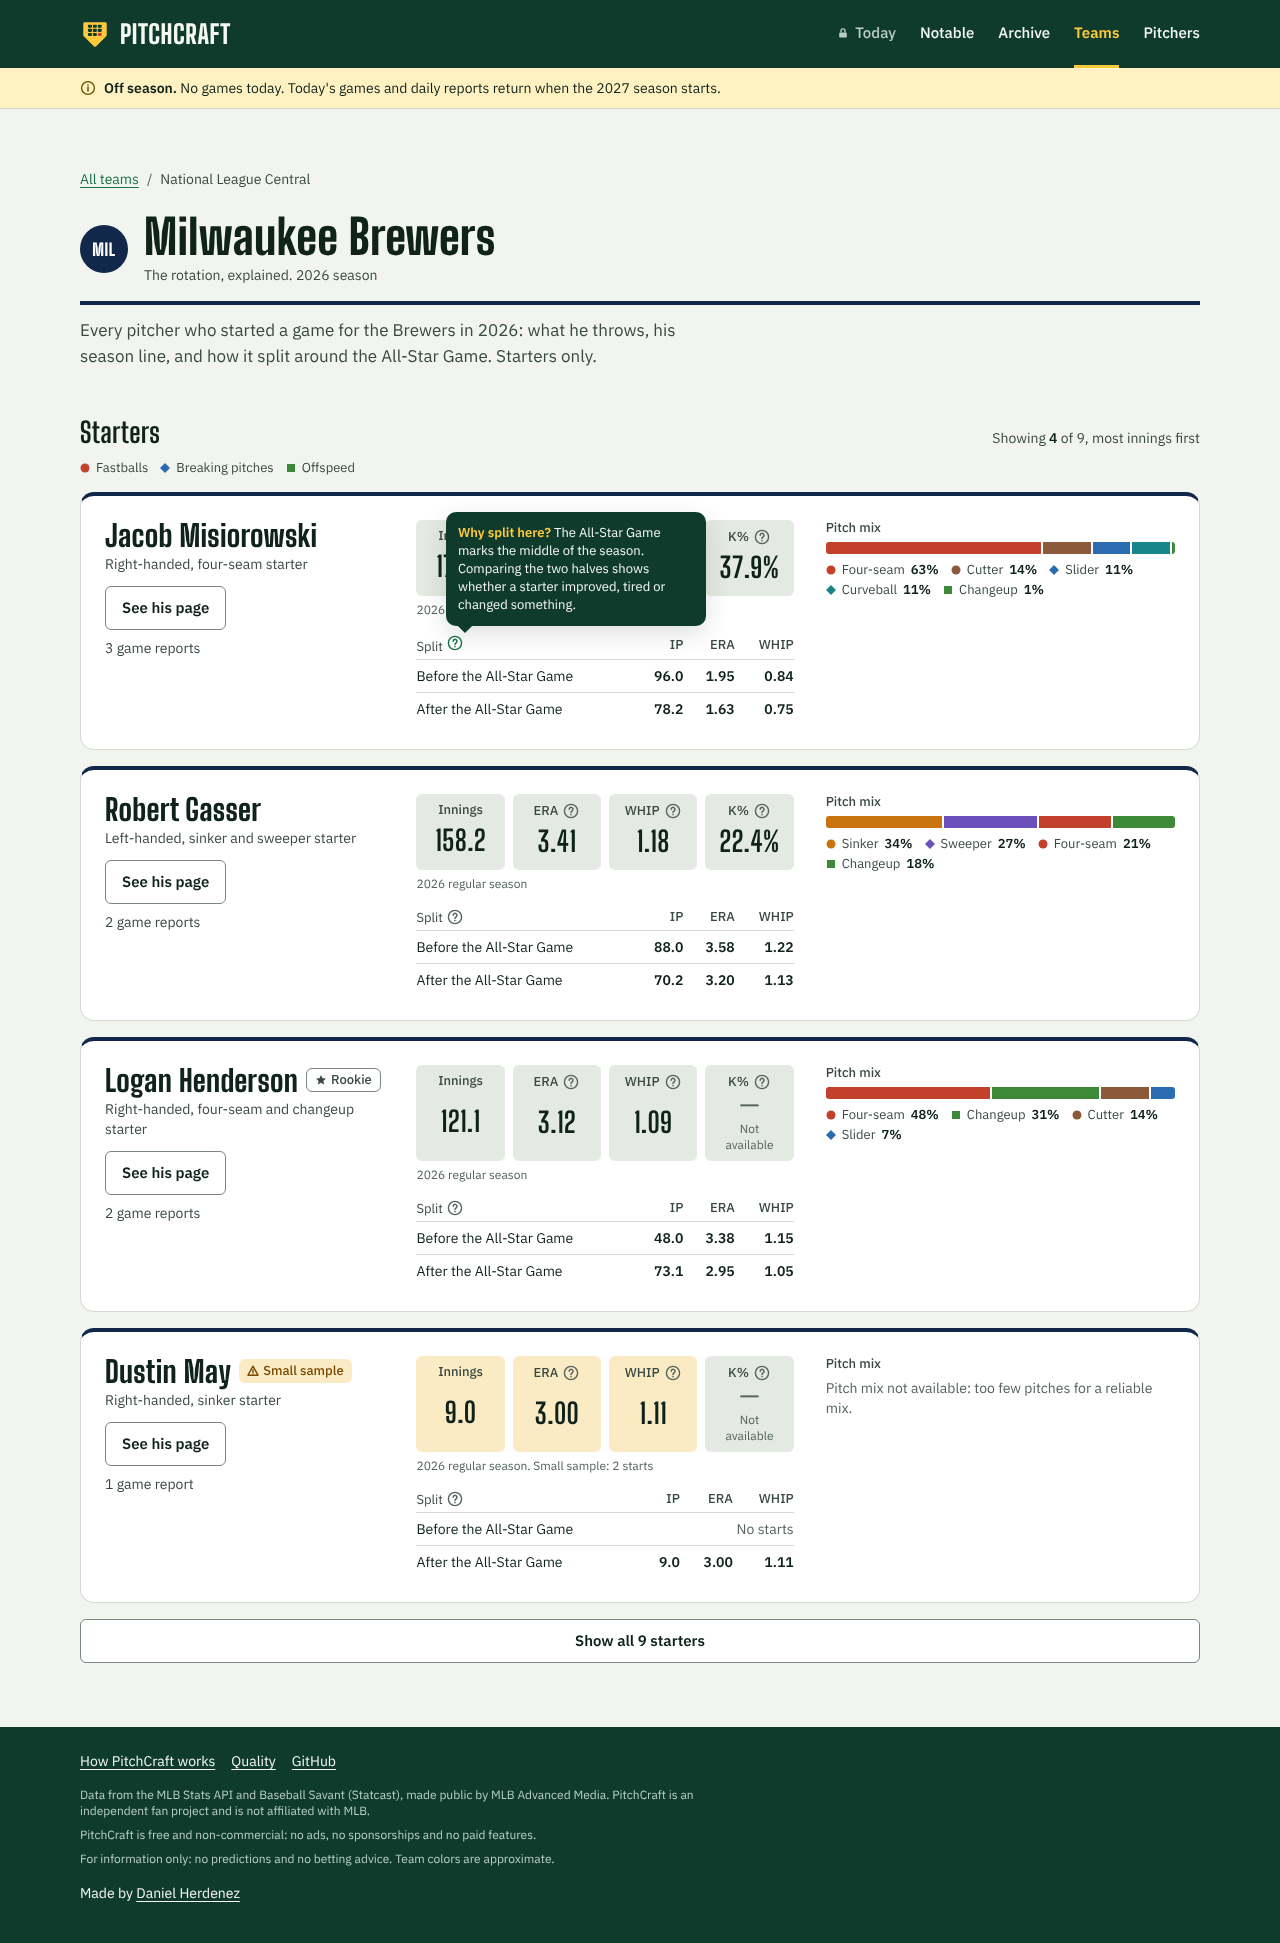 PITCHCRAFT
Today Notable Archive Teams Pitchers
Off season. No games today. Today's games and daily reports return when the 2027 season starts.
All teams / National League Central
MIL
Milwaukee Brewers
The rotation, explained. 2026 season
Every pitcher who started a game for the Brewers in 2026: what he throws, his
season line, and how it split around the All-Star Game. Starters only.
Starters
Showing 4 of 9, most innings first
Fastballs Breaking pitches Offspeed
Jacob Misiorowski
Right-handed, four-seam starter
See his page
3 game reports
Why split here? The All-Star Game
marks the middle of the season.
Comparing the two halves shows
whether a starter improved, tired or
changed something.
K% ?
37.9%
2026
Split ? IP ERA WHIP
Before the All-Star Game 96.0 1.95 0.84
After the All-Star Game 78.2 1.63 0.75
Pitch mix
Four-seam 63% Cutter 14% Slider 11%
Curveball 11% Changeup 1%
Robert Gasser
Left-handed, sinker and sweeper starter
See his page
2 game reports
Innings ERA ? WHIP ? K% ?
158.2 3.41 1.18 22.4%
2026 regular season
Split ? IP ERA WHIP
Before the All-Star Game 88.0 3.58 1.22
After the All-Star Game 70.2 3.20 1.13
Pitch mix
Sinker 34% Sweeper 27% Four-seam 21%
Changeup 18%
Logan Henderson Rookie
Right-handed, four-seam and changeup
starter
See his page
2 game reports
Innings ERA ? WHIP ? K% ?
121.1 3.12 1.09 —
Not
available
2026 regular season
Split ? IP ERA WHIP
Before the All-Star Game 48.0 3.38 1.15
After the All-Star Game 73.1 2.95 1.05
Pitch mix
Four-seam 48% Changeup 31% Cutter 14%
Slider 7%
Dustin May Small sample
Right-handed, sinker starter
See his page
1 game report
Innings ERA ? WHIP ? K% ?
9.0 3.00 1.11 —
Not
available
2026 regular season. Small sample: 2 starts
Split ? IP ERA WHIP
Before the All-Star Game No starts
After the All-Star Game 9.0 3.00 1.11
Pitch mix
Pitch mix not available: too few pitches for a reliable
mix.
Show all 9 starters
How PitchCraft works Quality GitHub
Data from the MLB Stats API and Baseball Savant (Statcast), made public by MLB Advanced Media. PitchCraft is an
independent fan project and is not affiliated with MLB.
PitchCraft is free and non-commercial: no ads, no sponsorships and no paid features.
For information only: no predictions and no betting advice. Team colors are approximate.
Made by Daniel Herdenez